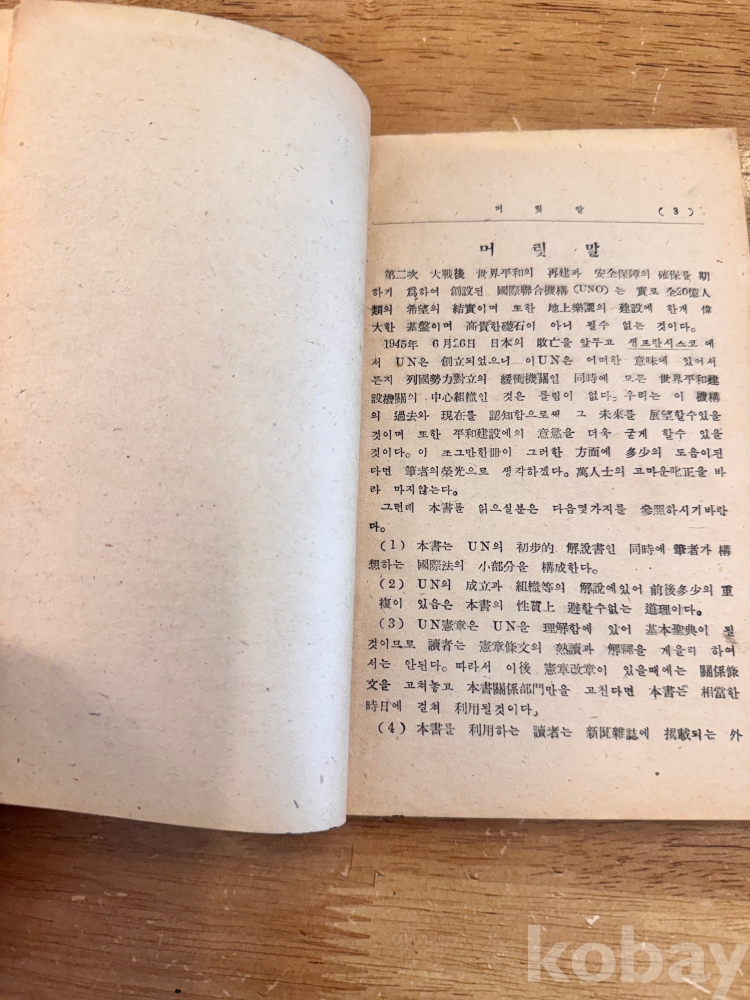 머 릿 말 (3)
머 릿 말
第二次 大戰後 世界平和의 再建과 安全保障의 確保를 期
하기 爲하여 創設된 國際聯合機構(UNO)는 實로 全20億人
類의 希望의 結實이며 또한 地上樂園의 建設에 한개 偉
大한 基盤이며 高貴한礎石이 아니 될수 없는 것이다.
1945年 6月26日 日本의 敗亡을 앞두고 샌프란시스코에
서 UN은 創立되었으니 이UN은 어떠한 意味에 있어서
든지 列國勢力對立의 緩衝機關인 同時에 모든 世界平和建
設機關의 中心組織인 것은 틀림이 없다. 우리는 이 機構
의 過去와 現在를 認知함으로써 그 未來를 展望할수있을
것이며 또한 平和建設에의 意慾을 더욱 굳게 할수 있을
것이다. 이 조그만한冊이 그러한 方面에 多少의 도움이된
다면 筆者의榮光으로 생각하겠다. 萬人士의 고마운叱正을 바
라 마지않는다.
그런데 本書를 읽으실분은 다음몇가지를 參照하시기바란
다.
(1) 本書는 UN의 初步的 解說書인 同時에 筆者가 構
想하는 國際法의 小部分을 構成한다.
(2) UN의 成立과 組織等의 解說에있어 前後多少의 重
複이 있음은 本書의 性質上 避할수없는 道理이다.
(3) UN憲章은 UN을 理解함에 있어 基本聖典이 될
것이므로 讀者는 憲章條文의 熟讀과 解釋을 게을리 하여
서는 안된다. 따라서 이後 憲章改章이 있을때에는 關係條
文을 고쳐놓고 本書關係部門만을 고친다면 本書는 相當한
時日에 걸쳐 利用될것이다.
(4) 本書를 利用하는 讀者는 新聞雜誌에 揭載되는 外
kobay